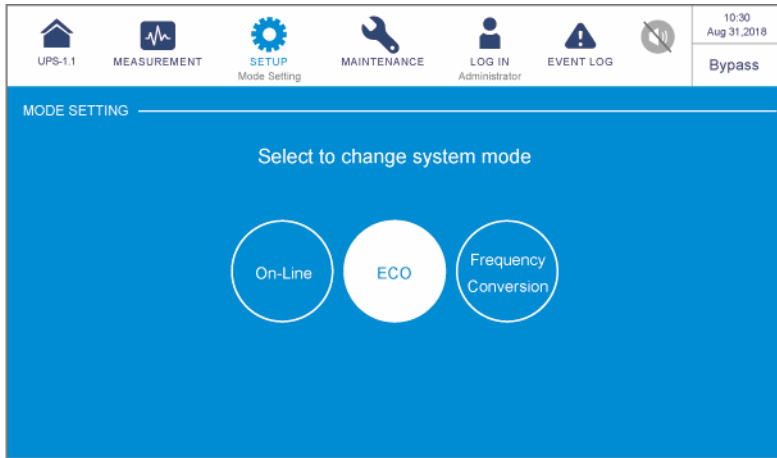 UPS-1.1
MEASUREMENT
SETUP
Mode Setting
MAINTENANCE
LOG IN
Administrator
EVENT LOG
10:30
Aug 31,2018
Bypass
MODE SETTING
Select to change system mode
On-Line
ECO
Frequency
Conversion